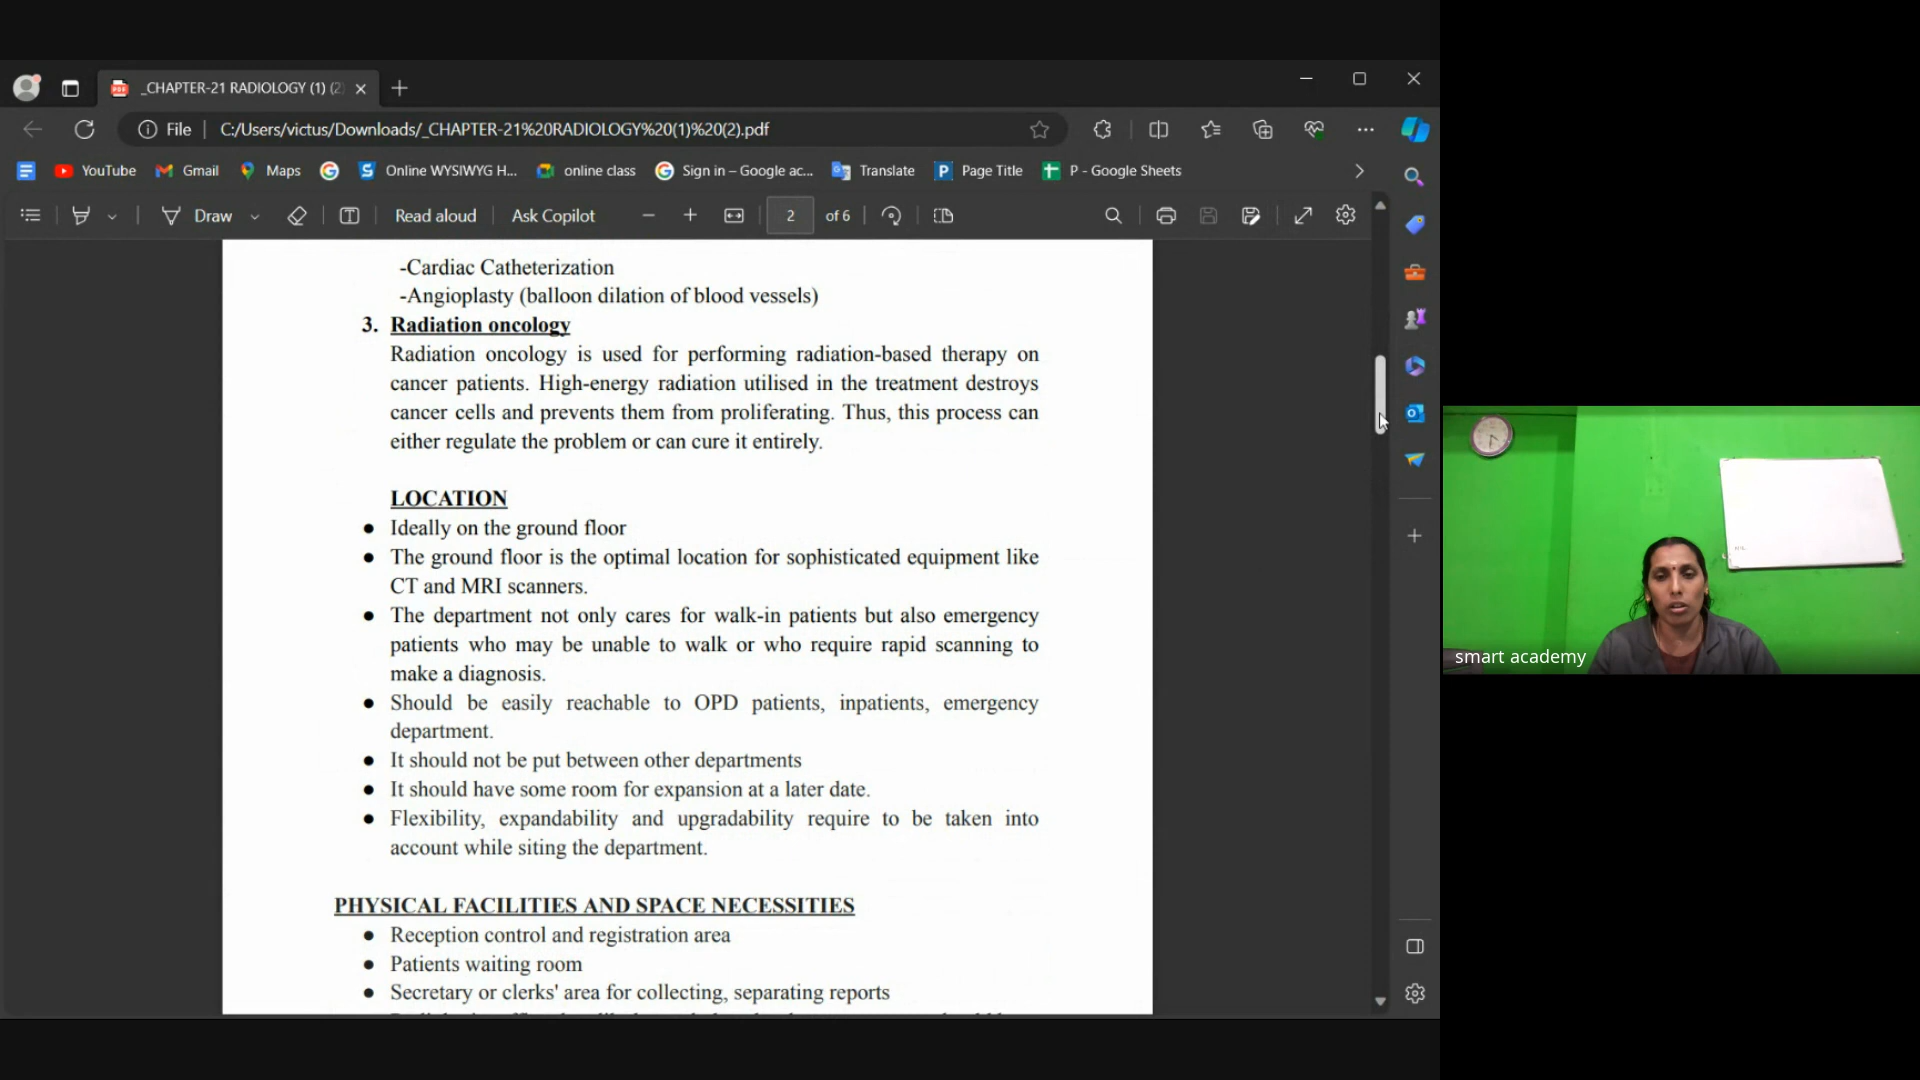 _CHAPTER-21 RADIOLOGY (1) (2)
File
C:/Users/victus/Downloads/_CHAPTER-21%20RADIOLOGY%20(1)%20(2).pdf
YouTube Gmail Maps Online WYSIWYG H... online class Sign in – Google ac... Translate Page Title P - Google Sheets
Draw Read aloud Ask Copilot 2 of 6
-Cardiac Catheterization
-Angioplasty (balloon dilation of blood vessels)
3. Radiation oncology
Radiation oncology is used for performing radiation-based therapy on
cancer patients. High-energy radiation utilised in the treatment destroys
cancer cells and prevents them from proliferating. Thus, this process can
either regulate the problem or can cure it entirely.
LOCATION
● Ideally on the ground floor
● The ground floor is the optimal location for sophisticated equipment like
CT and MRI scanners.
● The department not only cares for walk-in patients but also emergency
patients who may be unable to walk or who require rapid scanning to
make a diagnosis.
● Should be easily reachable to OPD patients, inpatients, emergency
department.
● It should not be put between other departments
● It should have some room for expansion at a later date.
● Flexibility, expandability and upgradability require to be taken into
account while siting the department.
PHYSICAL FACILITIES AND SPACE NECESSITIES
● Reception control and registration area
● Patients waiting room
● Secretary or clerks' area for collecting, separating reports
smart academy